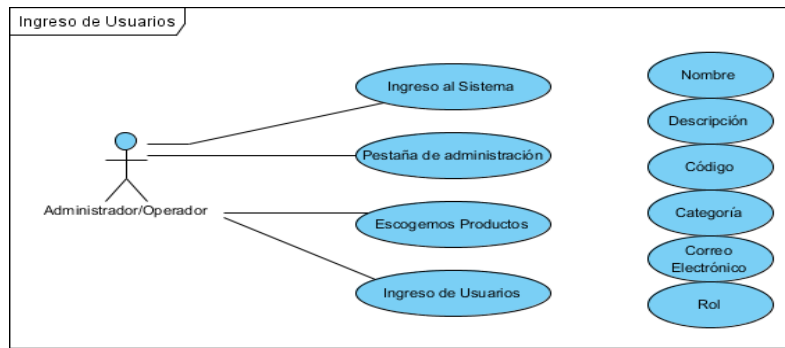 Ingreso de Usuarios
Ingreso al Sistema
Pestaña de administración
Administrador/Operador
Escogemos Productos
Ingreso de Usuarios
Nombre
Descripción
Código
Categoría
Correo
Electrónico
Rol